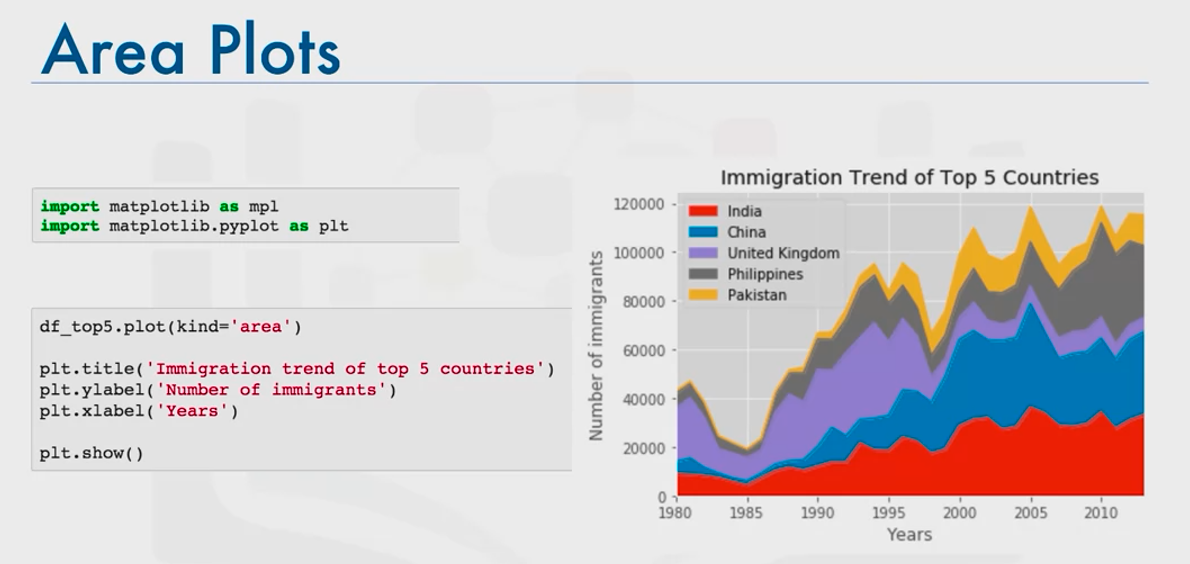 Area Plots
import matplotlib as mpl
import matplotlib.pyplot as plt
df_top5.plot(kind='area')
plt.title('Immigration trend of top 5 countries')
plt.ylabel('Number of immigrants')
plt.xlabel('Years')
plt.show()
Immigration Trend of Top 5 Countries
India
China
United Kingdom
Philippines
Pakistan
Number of immigrants
120000
100000
80000
60000
40000
20000
0
1980 1985 1990 1995 2000 2005 2010
Years